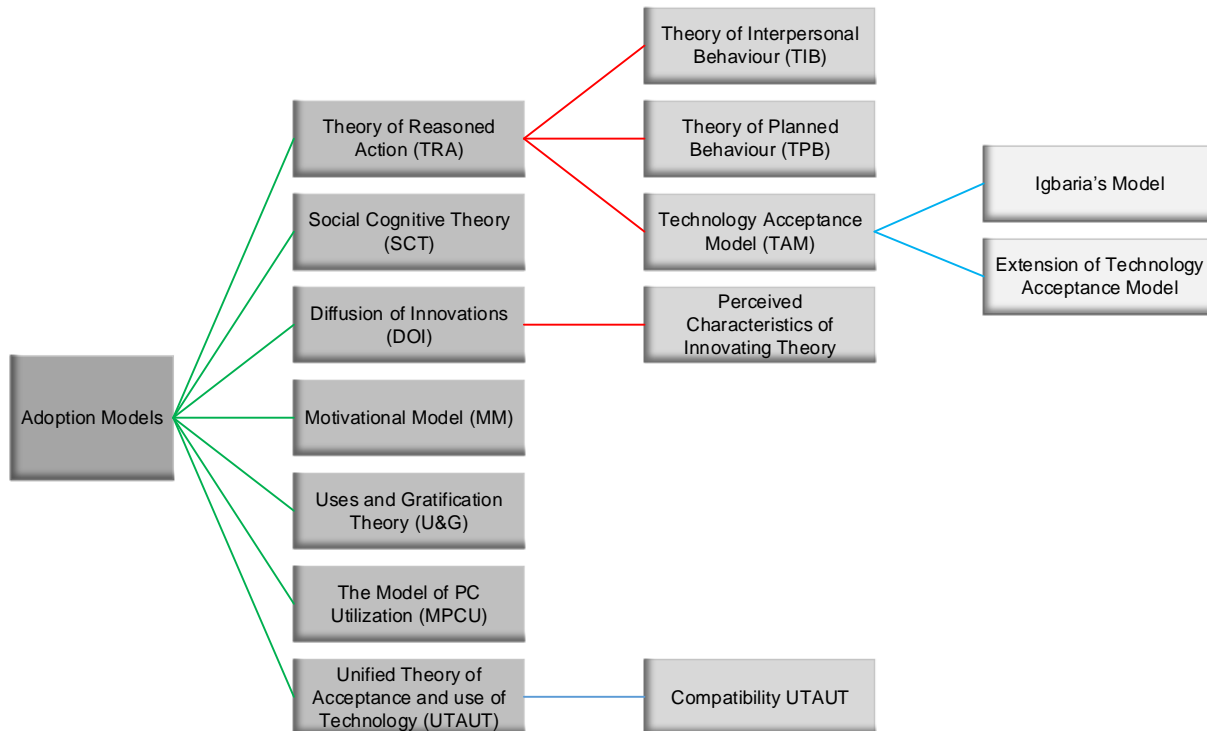 Adoption Models
Theory of Reasoned
Action (TRA)
Social Cognitive Theory
(SCT)
Diffusion of Innovations
(DOI)
Motivational Model (MM)
Uses and Gratification
Theory (U&G)
The Model of PC
Utilization (MPCU)
Unified Theory of
Acceptance and use of
Technology (UTAUT)
Theory of Interpersonal
Behaviour (TIB)
Theory of Planned
Behaviour (TPB)
Technology Acceptance
Model (TAM)
Perceived
Characteristics of
Innovating Theory
Compatibility UTAUT
Igbaria’s Model
Extension of Technology
Acceptance Model